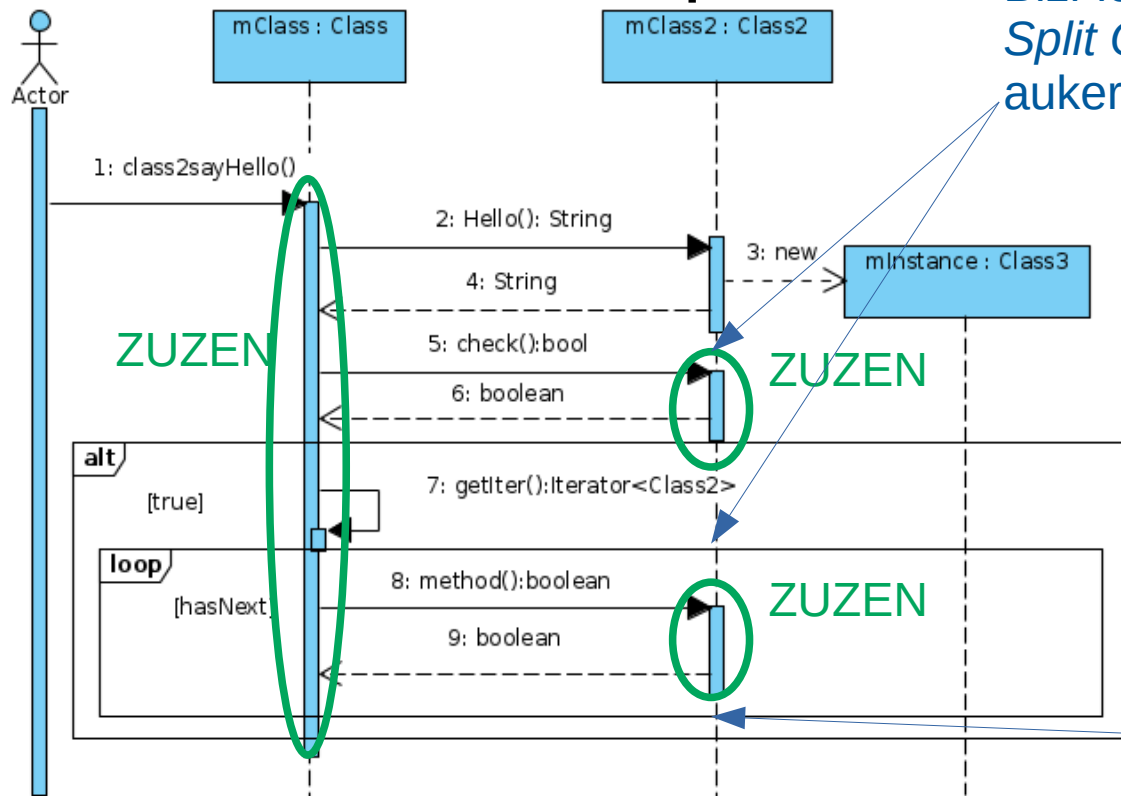 mClass : Class
mClass2 : Class2
Split
auker
Actor
1: class2sayHello()
2: Hello(): String
3: new
mInstance : Class3
4: String
ZUZEN
5: check():bool
ZUZEN
6: boolean
alt
7: getIter():Iterator<Class2>
[true]
loop
8: method():boolean
[hasNext]
ZUZEN
9: boolean